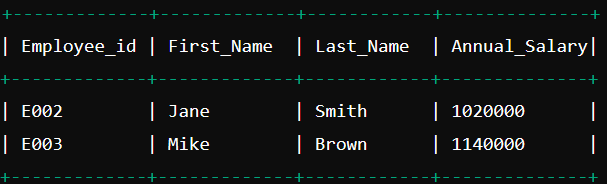 +-------------+-------------+------------+--------------+
| Employee_id | First_Name  | Last_Name  | Annual_Salary|
+-------------+-------------+------------+--------------+
| E002        | Jane        | Smith      | 1020000      |
| E003        | Mike        | Brown      | 1140000      |
+-------------+-------------+------------+--------------+